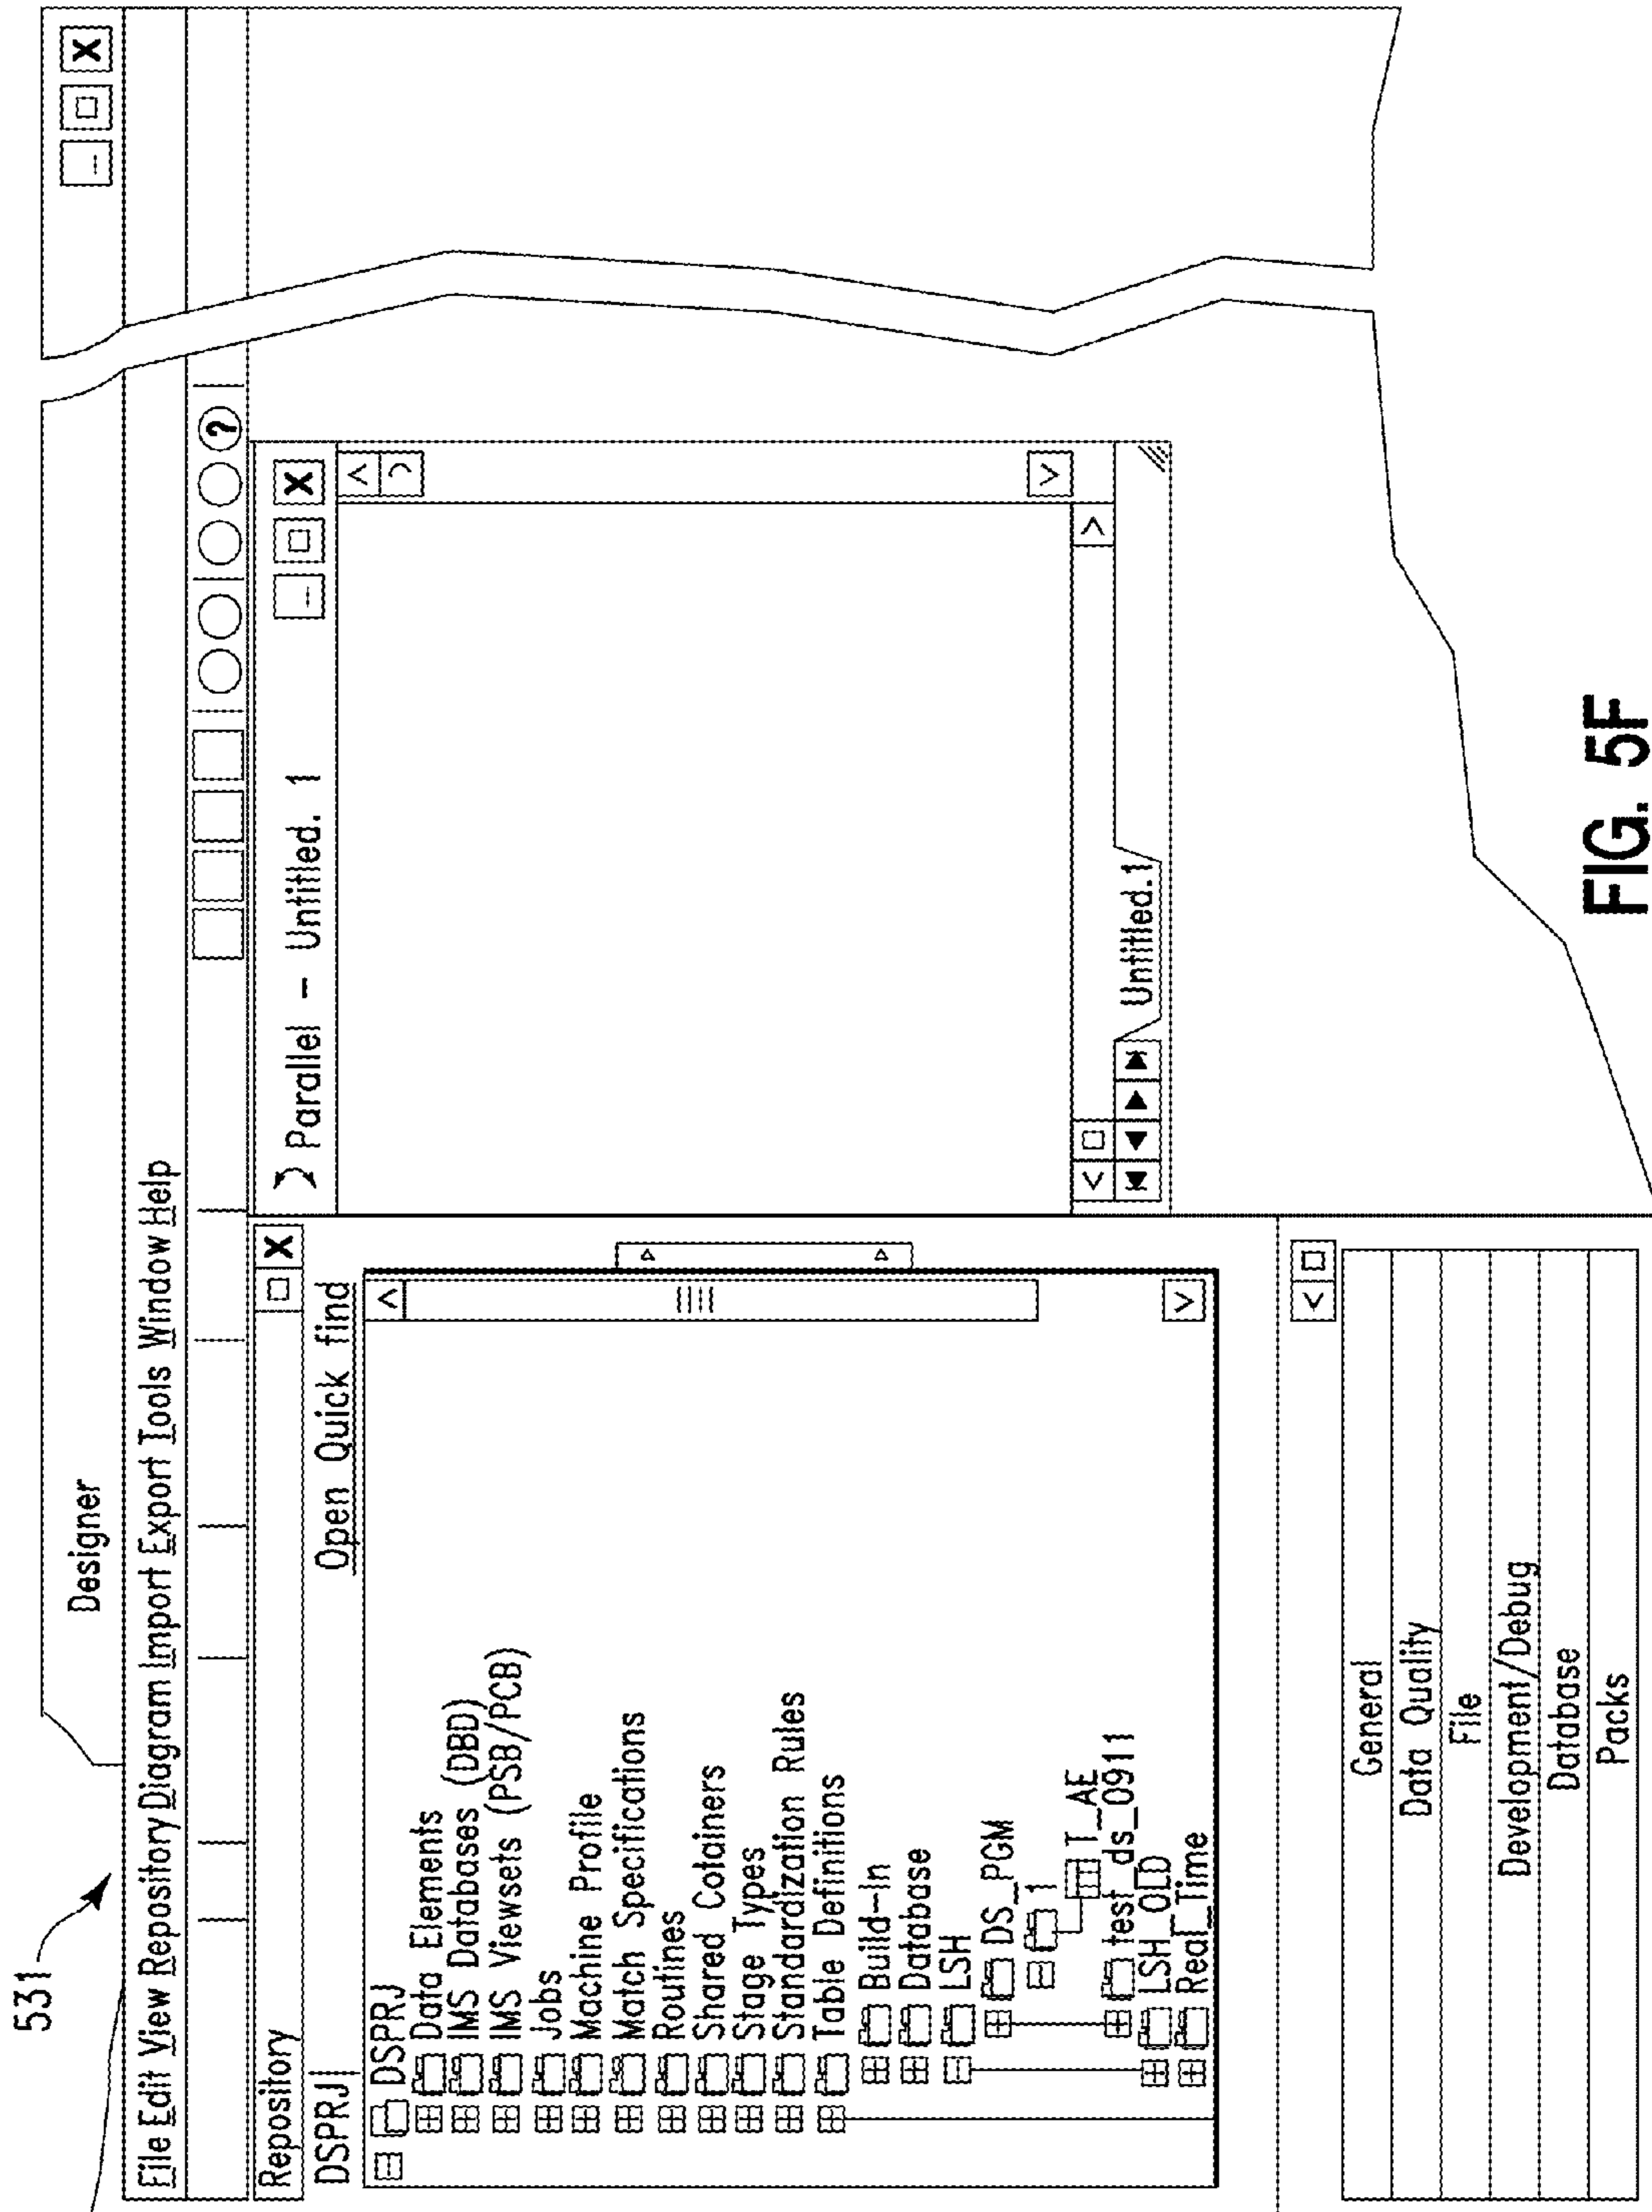 531
Designer
File Edit View Repository Diagram Import Export Tools Window Help
?
Repository
DSPRJ
Open Quick find
DSPRJ
Data Elements
IMS Databases (DBD)
IMS Viewsets (PSB/PCB)
Jobs
Machine Profile
Match Specifications
Routines
Shared Cotainers
Stage Types
Standardization Rules
Table Definitions
Build-In
Database
LSH
DS_PGM
1
T_AE
test_ds_0911
LSH_OLD
Real_Time
Parallel - Untitled. 1
Untitled.1
General
Data Quality
File
Development/Debug
Database
Packs
FIG. 5F